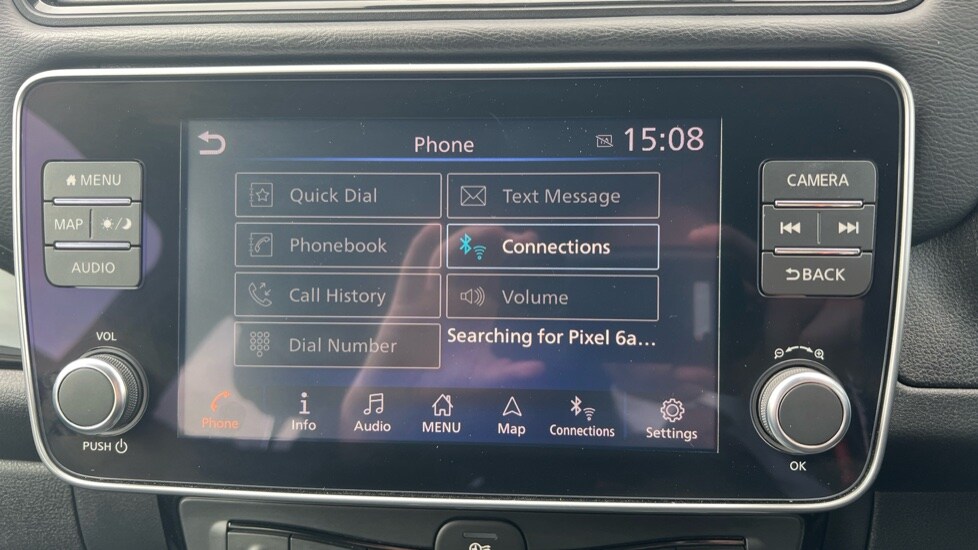 Phone 15:08
Quick Dial
Text Message
Phonebook
Connections
Call History
Volume
Dial Number
Searching for Pixel 6a...
Phone
Info
Audio
MENU
Map
Connections
Settings
MENU
MAP
AUDIO
VOL
PUSH
CAMERA
BACK
OK